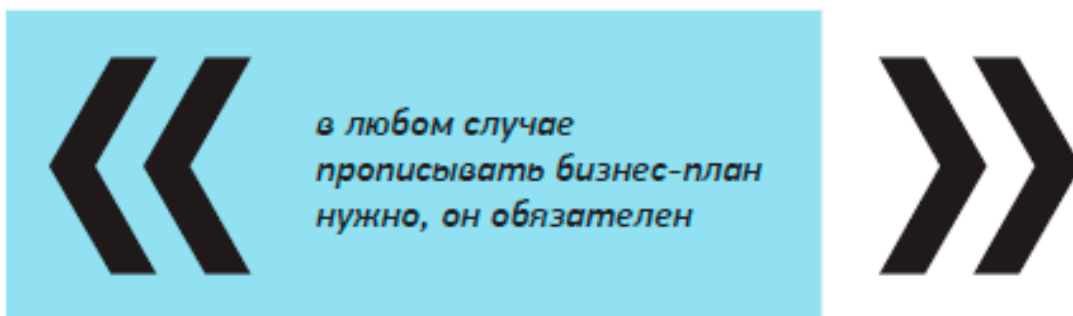 « в любом случае
прописывать бизнес-план
нужно, он обязателен »